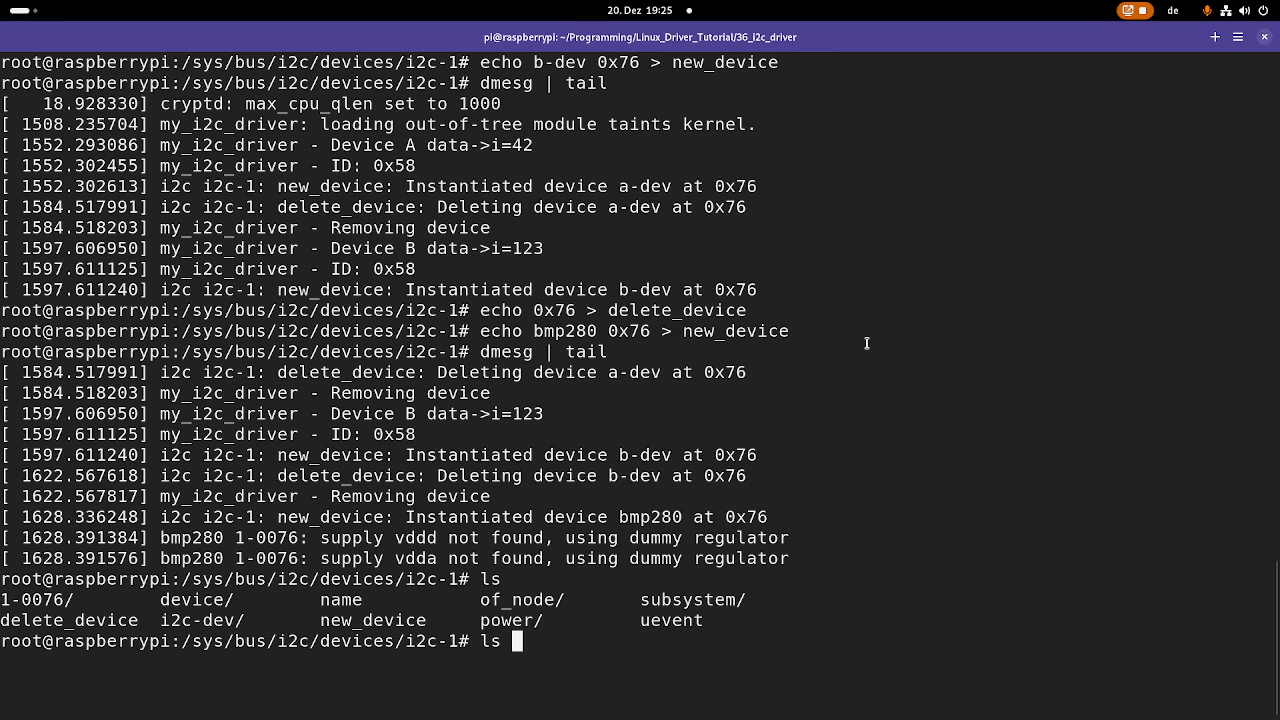 20. Dez 19:25
de
pi@raspberrypi: ~/Programming/Linux_Driver_Tutorial/36_i2c_driver
root@raspberrypi:/sys/bus/i2c/devices/i2c-1# echo b-dev 0x76 > new_device
root@raspberrypi:/sys/bus/i2c/devices/i2c-1# dmesg | tail
[   18.928330] cryptd: max_cpu_qlen set to 1000
[ 1508.235704] my_i2c_driver: loading out-of-tree module taints kernel.
[ 1552.293086] my_i2c_driver - Device A data->i=42
[ 1552.302455] my_i2c_driver - ID: 0x58
[ 1552.302613] i2c i2c-1: new_device: Instantiated device a-dev at 0x76
[ 1584.517991] i2c i2c-1: delete_device: Deleting device a-dev at 0x76
[ 1584.518203] my_i2c_driver - Removing device
[ 1597.606950] my_i2c_driver - Device B data->i=123
[ 1597.611125] my_i2c_driver - ID: 0x58
[ 1597.611240] i2c i2c-1: new_device: Instantiated device b-dev at 0x76
root@raspberrypi:/sys/bus/i2c/devices/i2c-1# echo 0x76 > delete_device
root@raspberrypi:/sys/bus/i2c/devices/i2c-1# echo bmp280 0x76 > new_device
root@raspberrypi:/sys/bus/i2c/devices/i2c-1# dmesg | tail
[ 1584.517991] i2c i2c-1: delete_device: Deleting device a-dev at 0x76
[ 1584.518203] my_i2c_driver - Removing device
[ 1597.606950] my_i2c_driver - Device B data->i=123
[ 1597.611125] my_i2c_driver - ID: 0x58
[ 1597.611240] i2c i2c-1: new_device: Instantiated device b-dev at 0x76
[ 1622.567618] i2c i2c-1: delete_device: Deleting device b-dev at 0x76
[ 1622.567817] my_i2c_driver - Removing device
[ 1628.336248] i2c i2c-1: new_device: Instantiated device bmp280 at 0x76
[ 1628.391384] bmp280 1-0076: supply vddd not found, using dummy regulator
[ 1628.391576] bmp280 1-0076: supply vdda not found, using dummy regulator
root@raspberrypi:/sys/bus/i2c/devices/i2c-1# ls
1-0076/        device/        name           of_node/       subsystem/
delete_device  i2c-dev/       new_device     power/         uevent
root@raspberrypi:/sys/bus/i2c/devices/i2c-1# ls